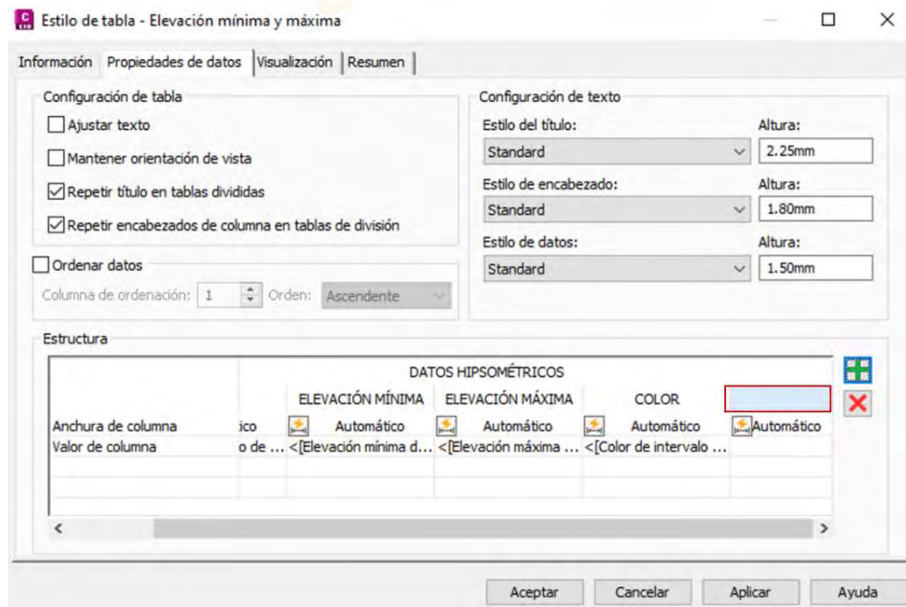 Estilo de tabla - Elevación mínima y máxima
Información Propiedades de datos Visualización Resumen
Configuración de tabla
Ajustar texto
Mantener orientación de vista
Repetir título en tablas divididas
Repetir encabezados de columna en tablas de división
Ordenar datos
Columna de ordenación: 1 Orden: Ascendente
Configuración de texto
Estilo del título: Altura:
Standard 2.25mm
Estilo de encabezado: Altura:
Standard 1.80mm
Estilo de datos: Altura:
Standard 1.50mm
Estructura
DATOS HIPSOMÉTRICOS
ELEVACIÓN MÍNIMA ELEVACIÓN MÁXIMA COLOR
Anchura de columna ico Automático Automático Automático Automático
Valor de columna o de ... <[Elevación mínima d... <[Elevación máxima ... <[Color de intervalo ...
Aceptar Cancelar Aplicar Ayuda